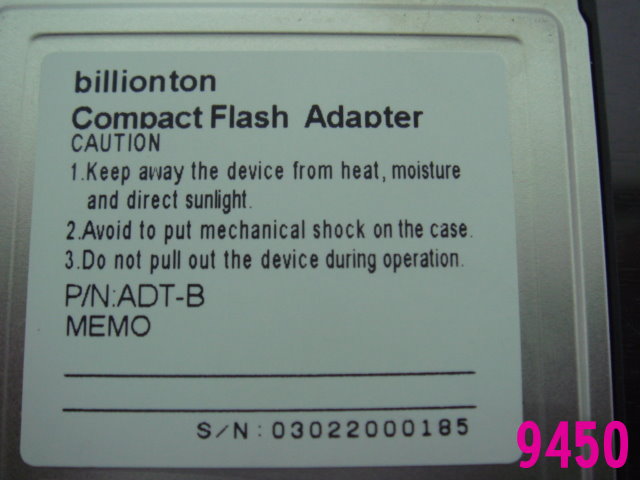 billionton
Compact Flash Adapter
CAUTION
1.Keep away the device from heat, moisture
and direct sunlight.
2.Avoid to put mechanical shock on the case.
3.Do not pull out the device during operation.
P/N:ADT-B
MEMO
S/N:03022000185
9450